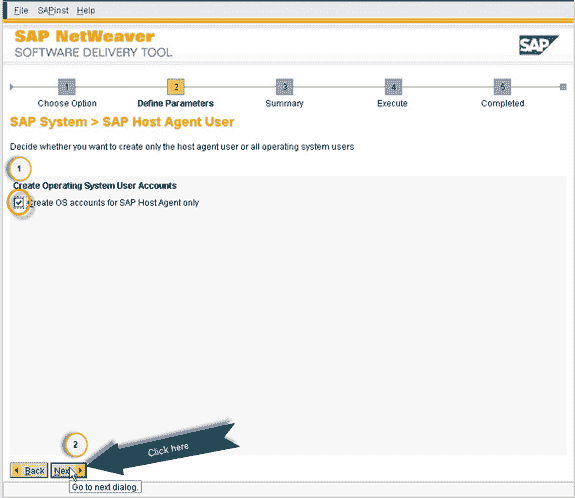 File SAPinst Help
SAP NetWeaver
SOFTWARE DELIVERY TOOL
SAP
1 2 3 4 5
Choose Option Define Parameters Summary Execute Completed
SAP System > SAP Host Agent User
Decide whether you want to create only the host agent user or all operating system users
1
Create Operating System User Accounts
Create OS accounts for SAP Host Agent only
2
Click here
Back Next
Go to next dialog.